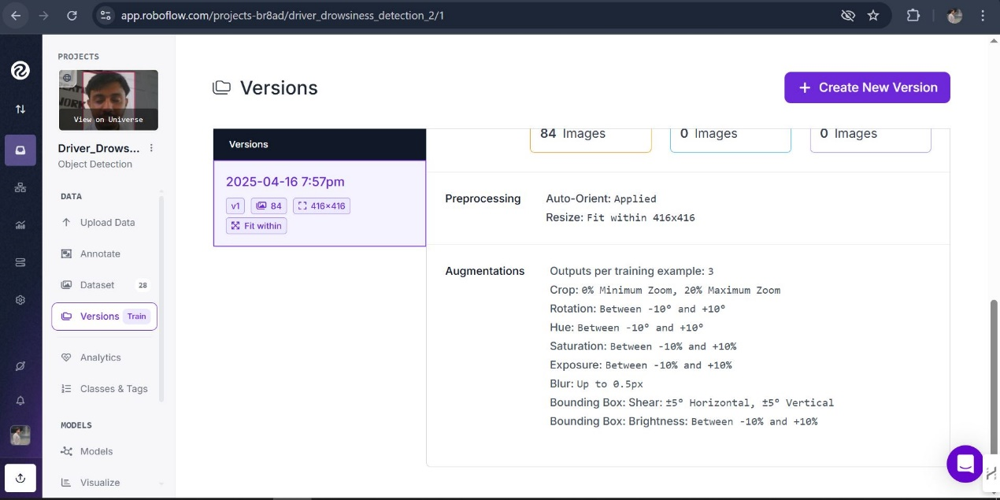 app.roboflow.com/projects-br8ad/driver_drowsiness_detection_2/1
PROJECTS
WORK
View on Universe
Driver_Drows...
Object Detection
DATA
Upload Data
Annotate
Dataset 28
Versions Train
Analytics
Classes & Tags
MODELS
Models
Visualize
Versions
+ Create New Version
Versions
2025-04-16 7:57pm
v1 84 416×416
Fit within
84 Images 0 Images 0 Images
Preprocessing
Auto-Orient: Applied
Resize: Fit within 416x416
Augmentations
Outputs per training example: 3
Crop: 0% Minimum Zoom, 20% Maximum Zoom
Rotation: Between -10° and +10°
Hue: Between -10° and +10°
Saturation: Between -10% and +10%
Exposure: Between -10% and +10%
Blur: Up to 0.5px
Bounding Box: Shear: ±5° Horizontal, ±5° Vertical
Bounding Box: Brightness: Between -10% and +10%